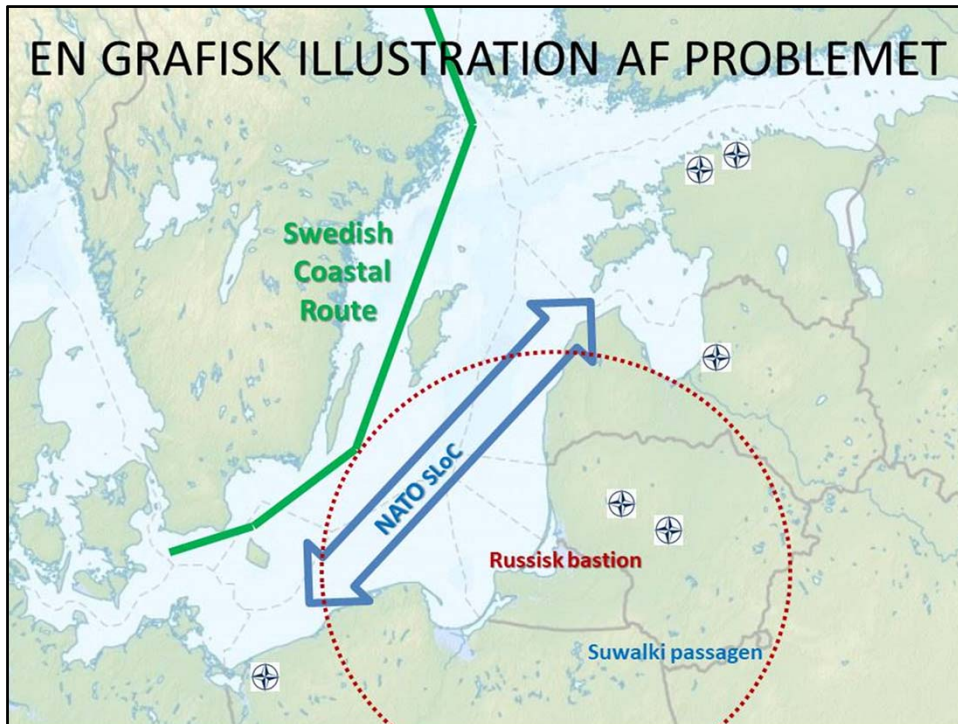 EN GRAFISK ILLUSTRATION AF PROBLEMET
Swedish
Coastal
Route
NATO SLoC
Russisk bastion
Suwalki passagen